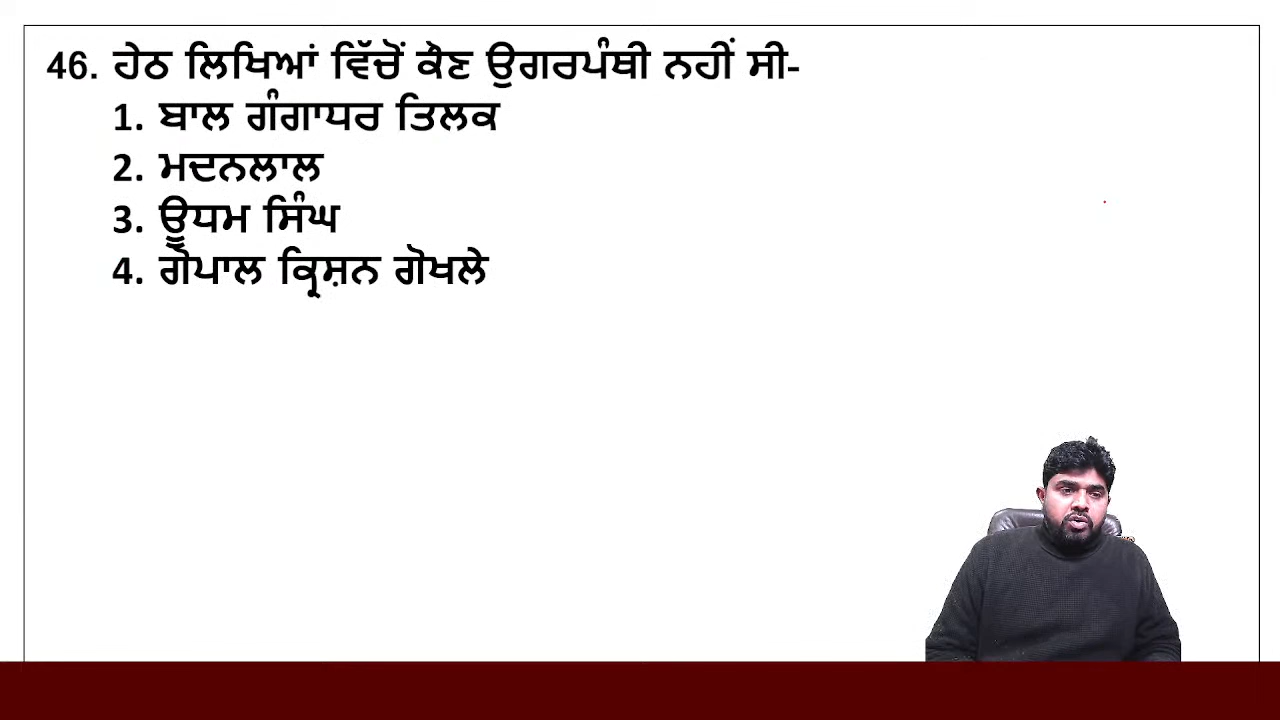 46. ਹੇਠ ਲਿਖਿਆਂ ਵਿੱਚੋਂ ਕੌਣ ਉਗਰਪੰਥੀ ਨਹੀਂ ਸੀ-
1. ਬਾਲ ਗੰਗਾਧਰ ਤਿਲਕ
2. ਮਦਨਲਾਲ
3. ਊਧਮ ਸਿੰਘ
4. ਗੋਪਾਲ ਕ੍ਰਿਸ਼ਨ ਗੋਖਲੇ